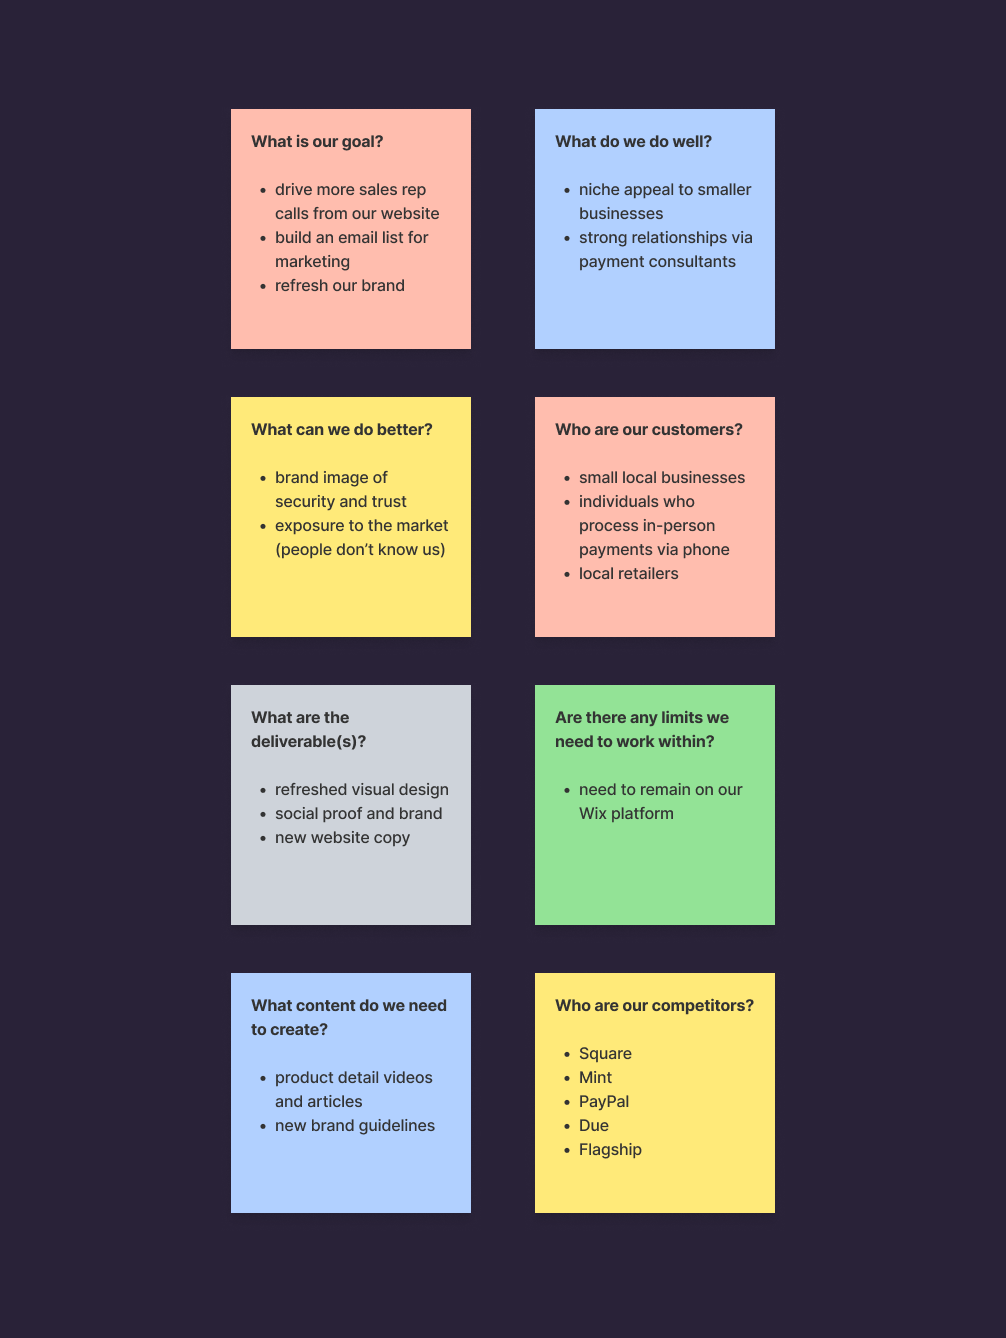 What is our goal?
• drive more sales rep
calls from our website
• build an email list for
marketing
• refresh our brand
What do we do well?
• niche appeal to smaller
businesses
• strong relationships via
payment consultants
What can we do better?
• brand image of
security and trust
• exposure to the market
(people don’t know us)
Who are our customers?
• small local businesses
• individuals who
process in-person
payments via phone
• local retailers
What are the
deliverable(s)?
• refreshed visual design
• social proof and brand
• new website copy
Are there any limits we
need to work within?
• need to remain on our
Wix platform
What content do we need
to create?
• product detail videos
and articles
• new brand guidelines
Who are our competitors?
• Square
• Mint
• PayPal
• Due
• Flagship